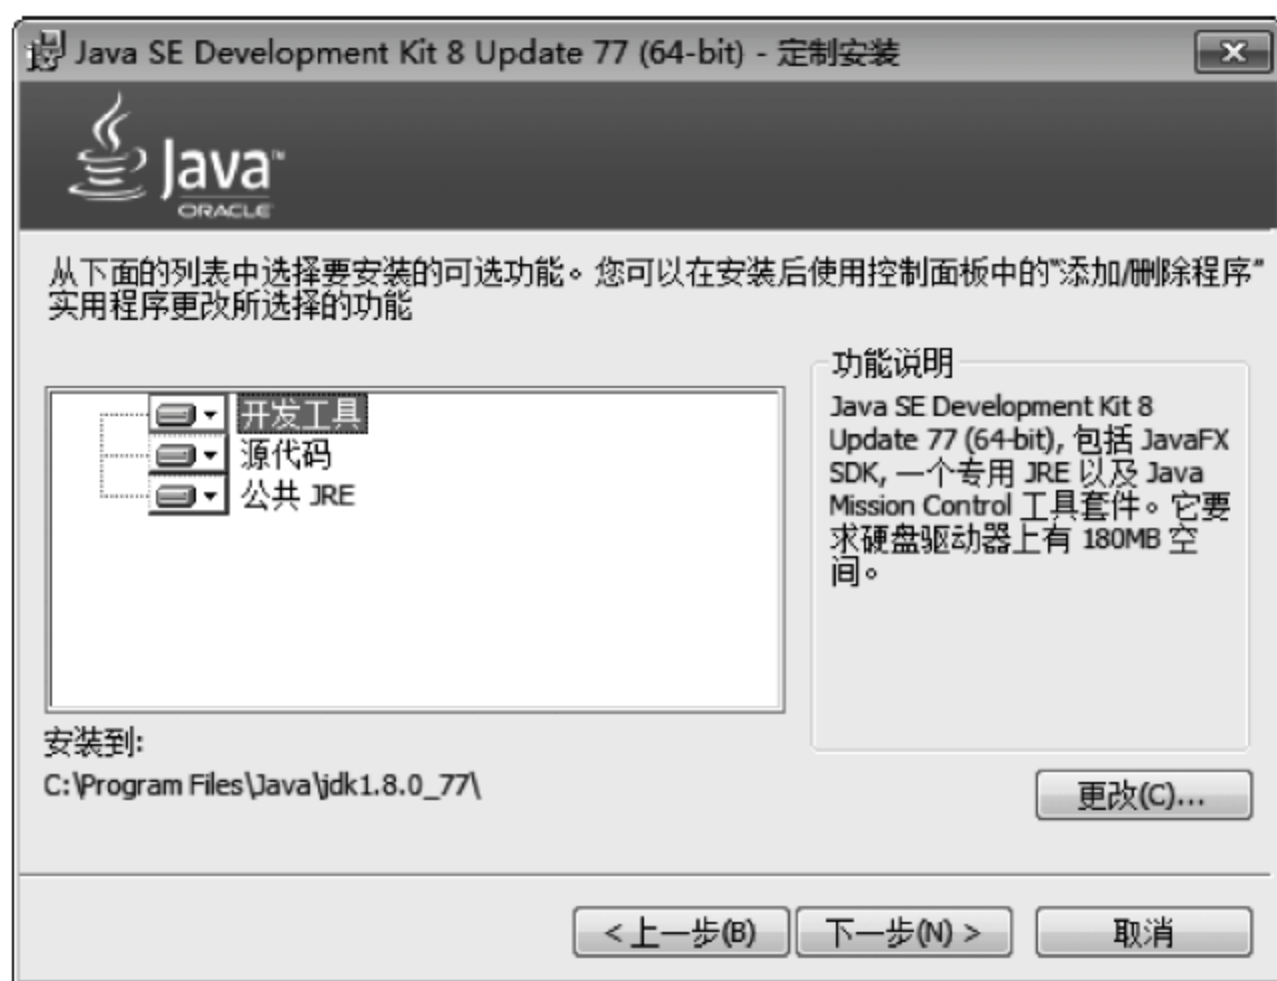 Java SE Development Kit 8 Update 77 (64-bit) - 定制安装
Java™
ORACLE
从下面的列表中选择要安装的可选功能。您可以在安装后使用控制面板中的"添加/删除程序"
实用程序更改所选择的功能
开发工具
源代码
公共 JRE
功能说明
Java SE Development Kit 8
Update 77 (64-bit), 包括 JavaFX
SDK, 一个专用 JRE 以及 Java
Mission Control 工具套件。它要
求硬盘驱动器上有 180MB 空
间。
安装到:
C:\Program Files\Java\jdk1.8.0_77\
更改(C)...
< 上一步(B)
下一步(N) >
取消